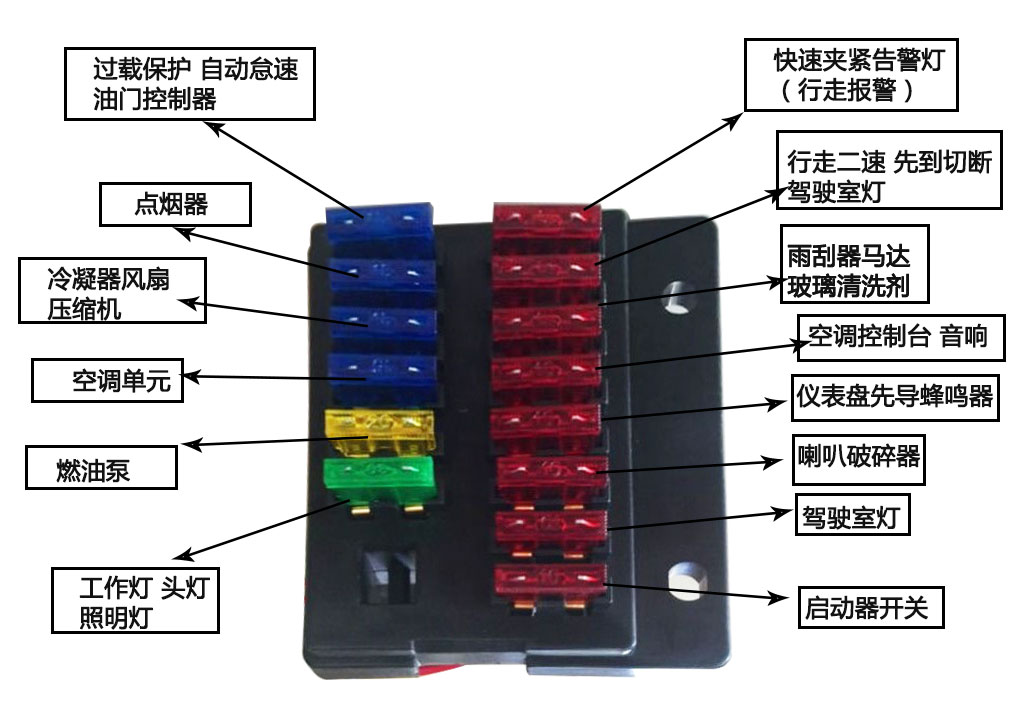 过载保护 自动怠速
油门控制器
点烟器
冷凝器风扇
压缩机
空调单元
燃油泵
工作灯 头灯
照明灯
快速夹紧告警灯
（行走报警）
行走二速 先到切断
驾驶室灯
雨刮器马达
玻璃清洗剂
空调控制台 音响
仪表盘先导蜂鸣器
喇叭破碎器
驾驶室灯
启动器开关